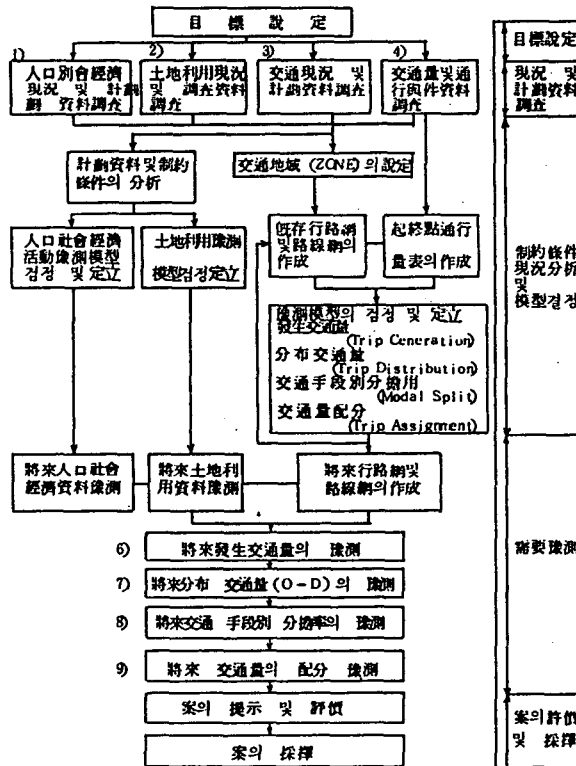 目標設定
1)
人口別會經濟
現況 및 計劃
劃 資料調査
2)
土地利用現況
및 調査資料
調査
3)
交通現況 및
計劃資料調査
4)
交通量및通
行與件資料
調査
計劃資料및制約
條件의 分析
交通地域 (ZONE) 의設定
人口社會經濟
活動豫測模型
검정 및 定立
土地利用豫測
模型검정定立
旣存行路網
및路線網의
作成
起終點通行
量表의作成
豫測模型의 검정 및 定立
發生交通量
(Trip Ceneration)
分布交通量
(Trip Distribution)
交通手段別分擔用
(Modal Split)
交通量配分
(Trip Assignment)
將來人口社會
經濟資料豫測
將來土地利
用資料豫測
將來行路網및
路線網의作成
6) 將來發生交通量의 豫測
7) 將來分布 交通量(O-D)의 豫測
8) 將來交通 手段別 分擔率의 豫測
9) 將來 交通量의 配分 豫測
案의 提示 및 評價
案의 採擇
目標設定
現況 및
計劃資料
調査
制約條件
現況分析
및
模型검정
需要豫測
案의評價
및 採擇